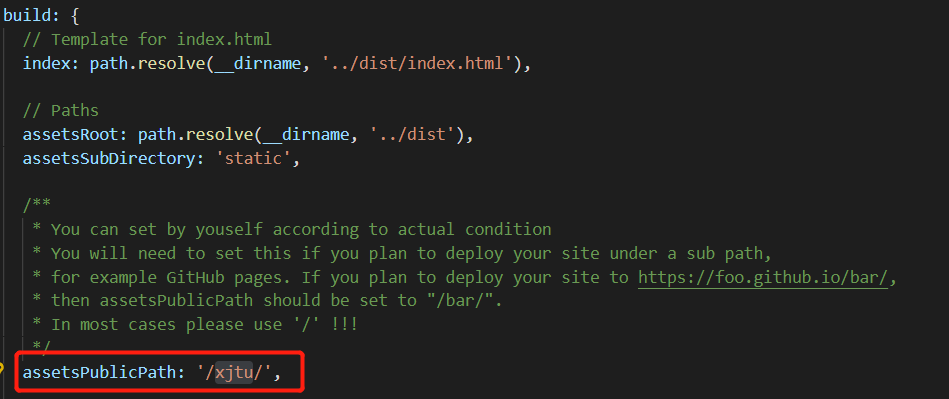 build: {
// Template for index.html
index: path.resolve(__dirname, '../dist/index.html'),
// Paths
assetsRoot: path.resolve(__dirname, '../dist'),
assetsSubDirectory: 'static',
/**
* You can set by youself according to actual condition
* You will need to set this if you plan to deploy your site under a sub path,
* for example GitHub pages. If you plan to deploy your site to https://foo.github.io/bar/,
* then assetsPublicPath should be set to "/bar/".
* In most cases please use '/' !!!
*/
assetsPublicPath: '/xjtu/',